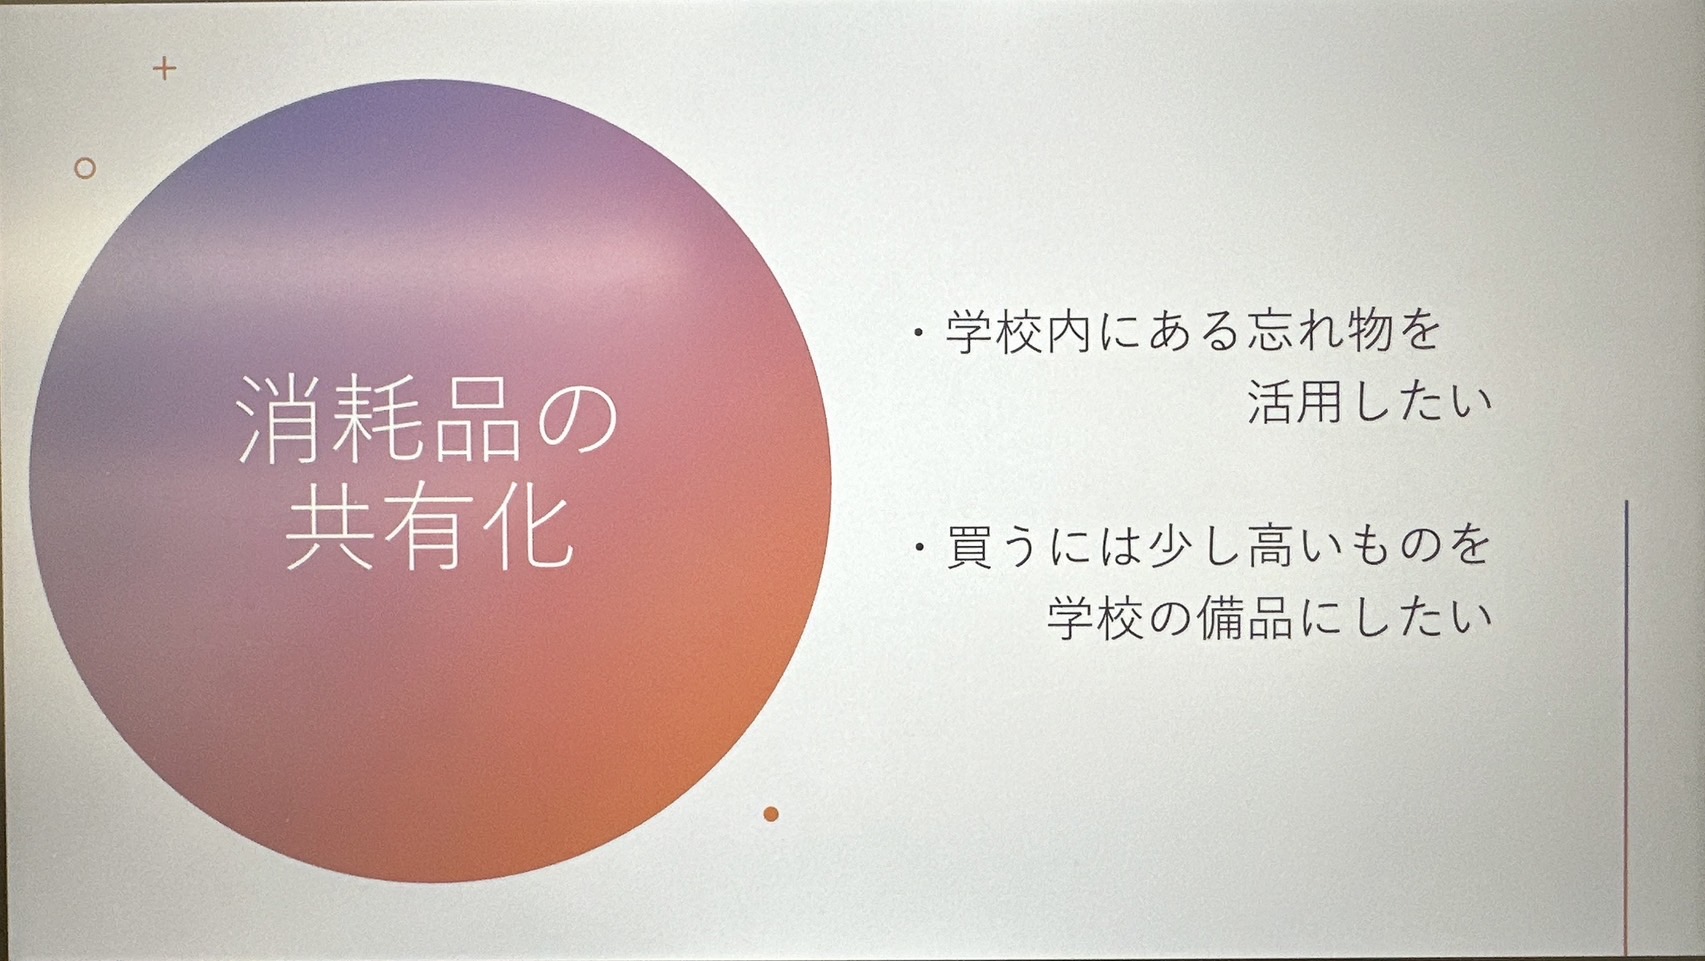 消耗品の
共有化
・学校内にある忘れ物を
活用したい
・買うには少し高いものを
学校の備品にしたい